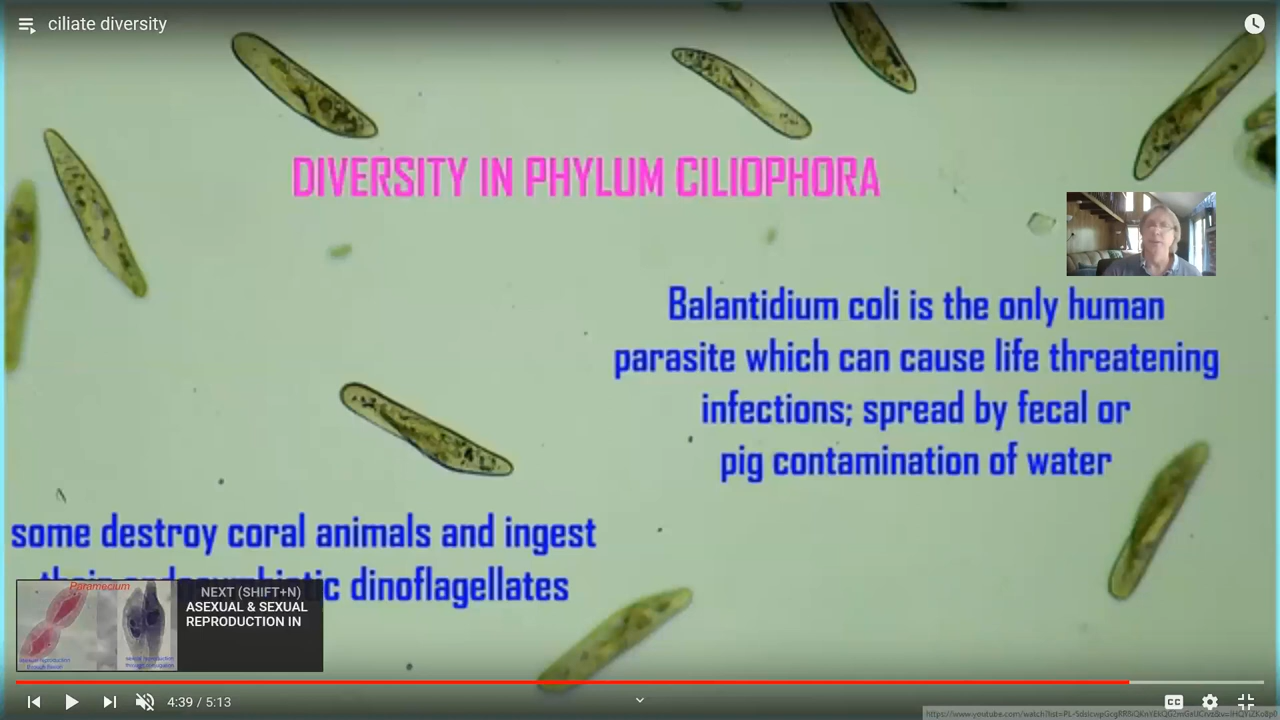 ciliate diversity
DIVERSITY IN PHYLUM CILIOPHORA
Balantidium coli is the only human
parasite which can cause life threatening
infections; spread by fecal or
pig contamination of water
some destroy coral animals and ingest
dinoflagellates
Paramecium
NEXT (SHIFT+N)
ASEXUAL & SEXUAL
REPRODUCTION IN
4:39 / 5:13
CC